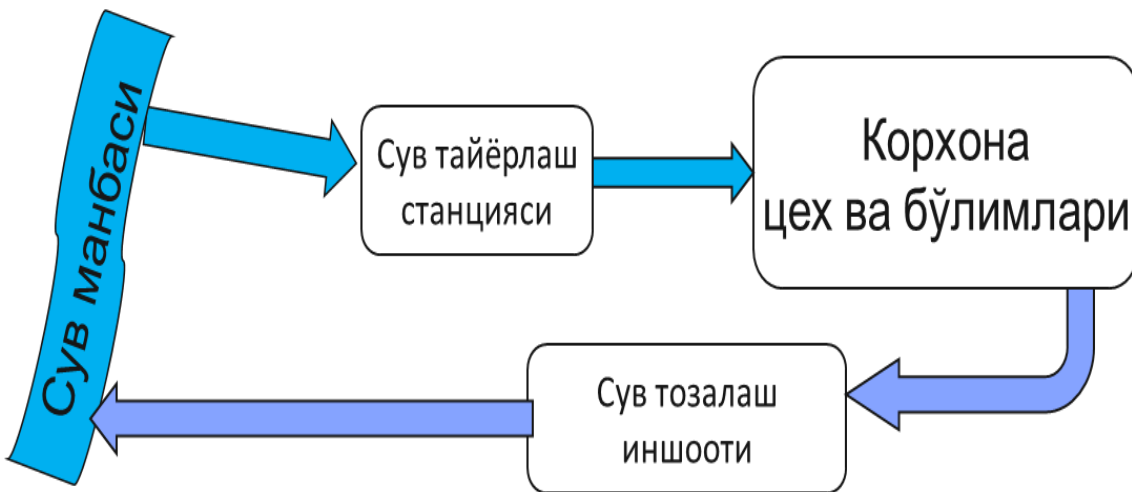 Сув манбаси
Сув тайёрлаш
станцияси
Корхона
цех ва бўлимлари
Сув тозалаш
иншооти